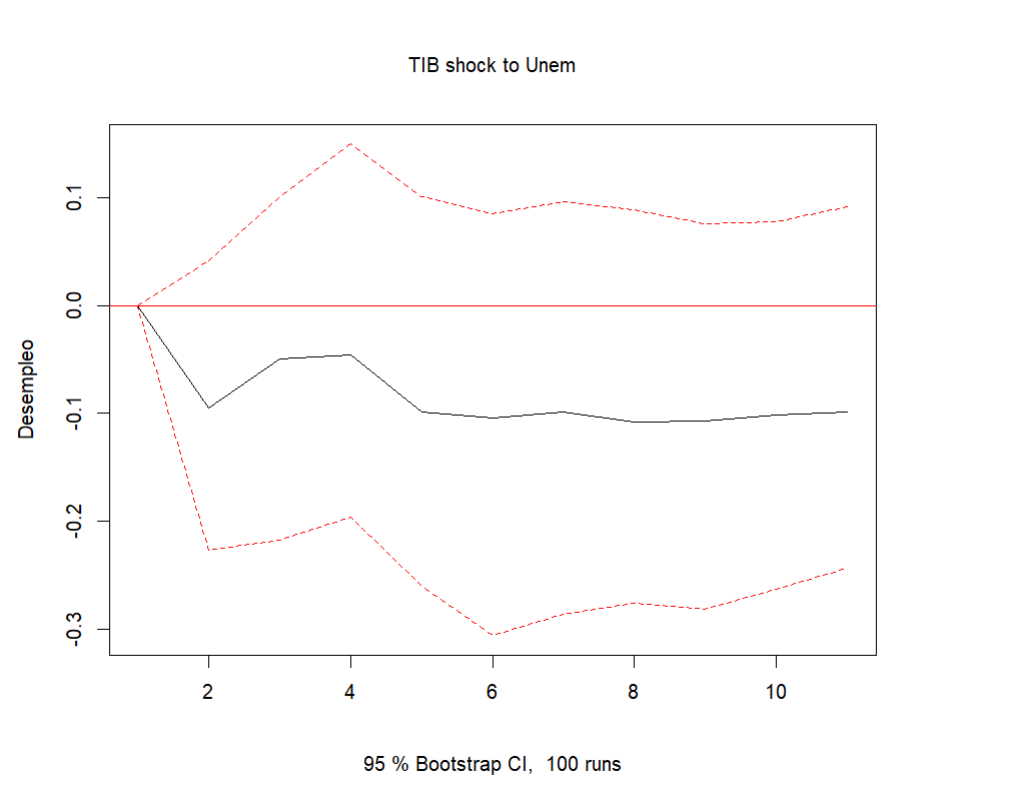 TIB shock to Unem
Desempleo
0.1
0.0
-0.1
-0.2
-0.3
2 4 6 8 10
95 % Bootstrap CI, 100 runs